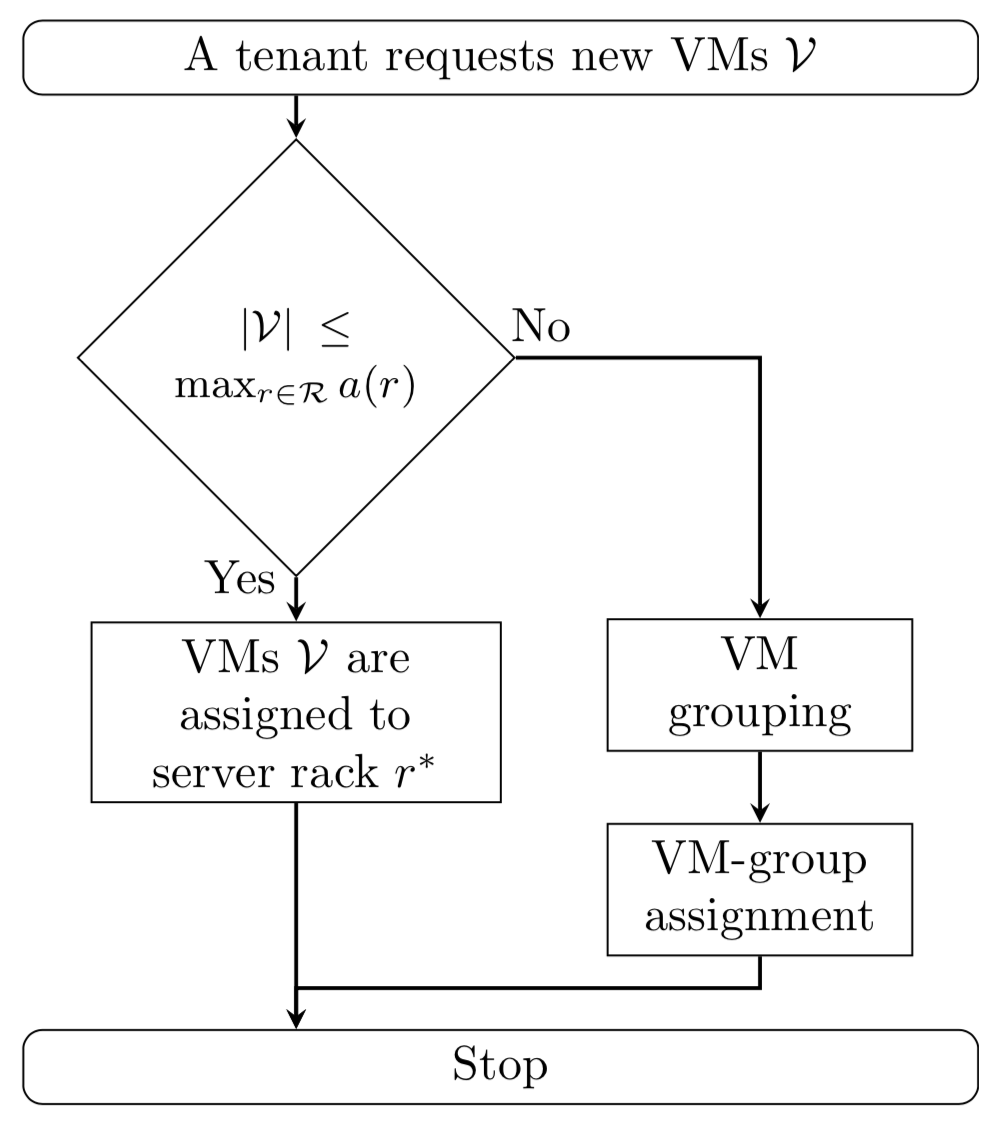 A tenant requests new VMs 𝒱
|𝒱| ≤
max_{r∈ℛ} a(r)
No
Yes
VMs 𝒱 are
assigned to
server rack r*
VM
grouping
VM-group
assignment
Stop